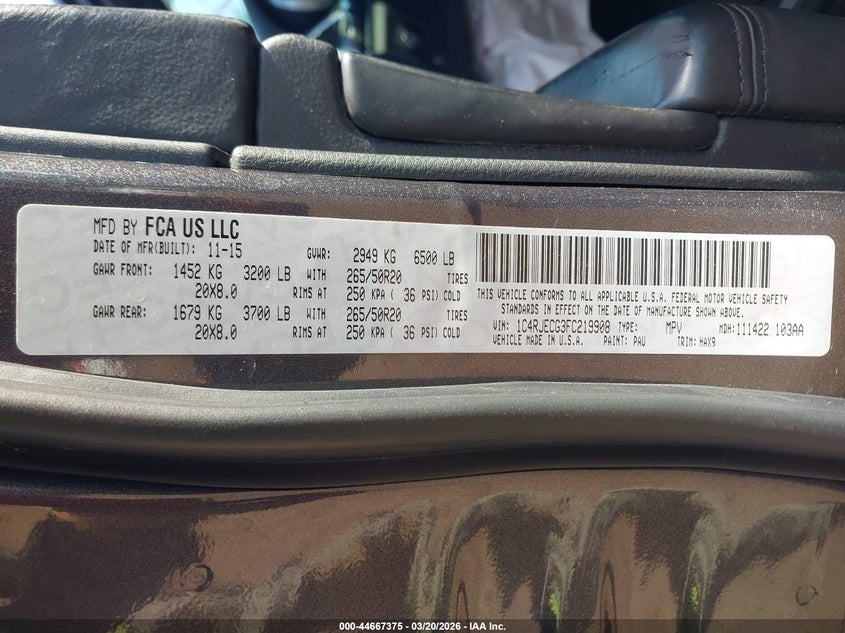 MFD BY FCA US LLC
DATE OF MFR(BUILT): 11-15 GVWR: 2949 KG 6500 LB
GAWR FRONT: 1452 KG 3200 LB WITH 265/50R20 TIRES
20X8.0 RIMS AT 250 KPA ( 36 PSI) COLD
GAWR REAR: 1679 KG 3700 LB WITH 265/50R20 TIRES
20X8.0 RIMS AT 250 KPA ( 36 PSI) COLD
THIS VEHICLE CONFORMS TO ALL APPLICABLE U.S.A. FEDERAL MOTOR VEHICLE SAFETY
STANDARDS IN EFFECT ON THE DATE OF MANUFACTURE SHOWN ABOVE.
VIN: 1C4RJECG3FC219908 TYPE: MPV MDH: 111422 103AA
VEHICLE MADE IN U.S.A. PAINT: PAU TRIM: HAX9
000-44667375 - 03/20/2026 - IAA Inc.